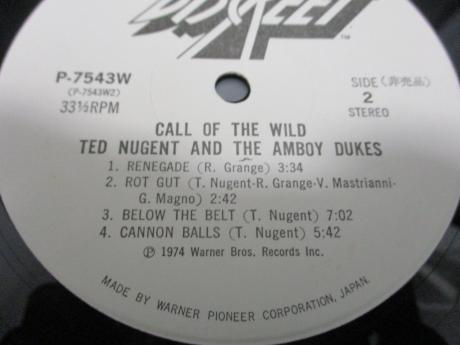 DISCREET
™
P-7543W
(P-7543W2)
33⅓RPM
SIDE (非売品)
2
STEREO
CALL OF THE WILD
TED NUGENT AND THE AMBOY DUKES
1. RENEGADE (R. Grange) 3:34
2. ROT GUT (T. Nugent-R. Grange-V. Mastrianni-
G. Magno) 2:42
3. BELOW THE BELT (T. Nugent) 7:02
4. CANNON BALLS (T. Nugent) 5:42
℗ 1974 Warner Bros. Records Inc.
MADE BY WARNER PIONEER CORPORATION, JAPAN.